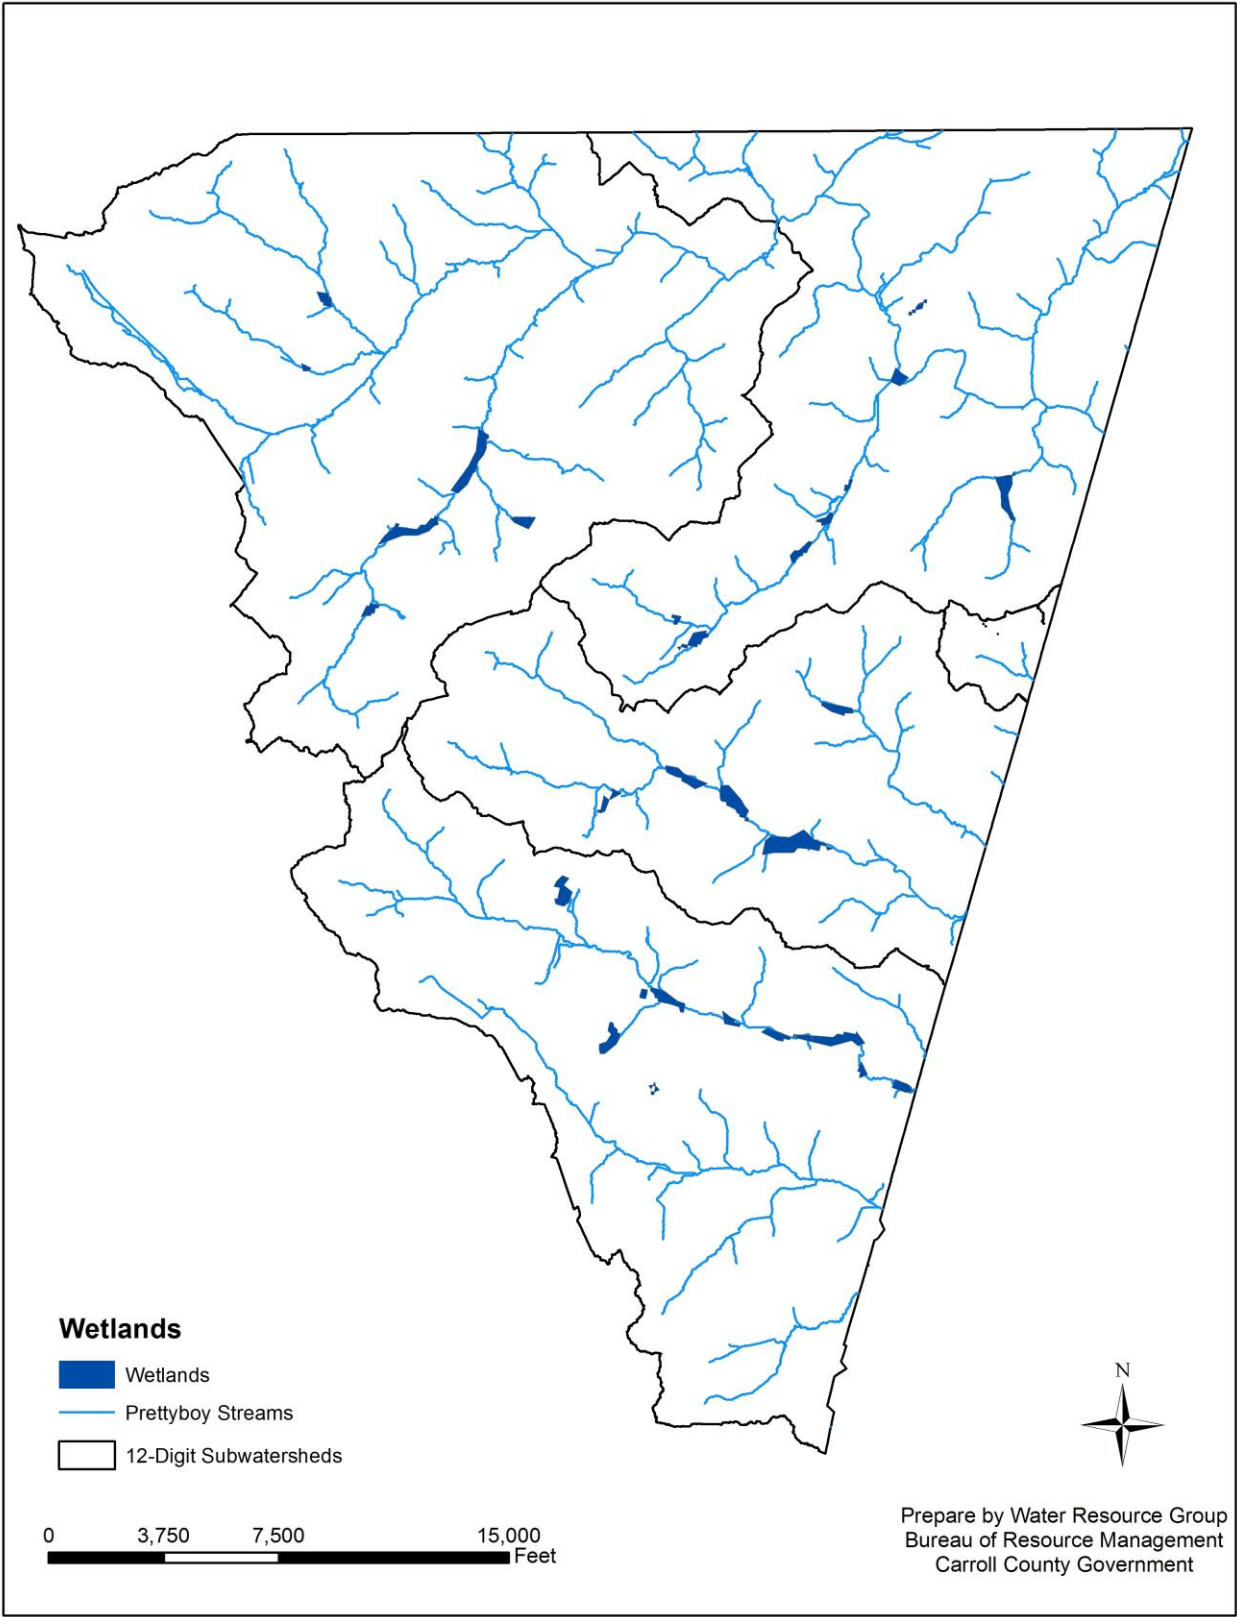 Wetlands
Wetlands
Prettyboy Streams
12-Digit Subwatersheds
0 3,750 7,500 15,000
Feet
N
Prepare by Water Resource Group
Bureau of Resource Management
Carroll County Government